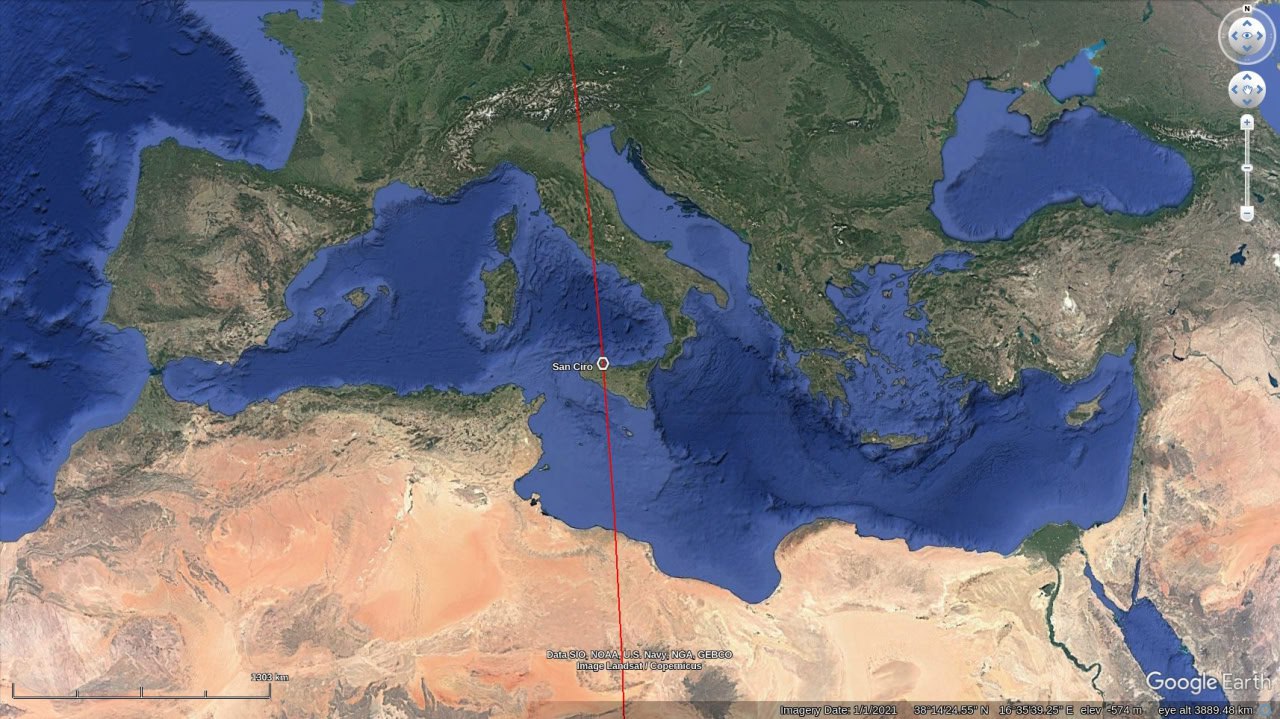 N
San Ciro
Data SIO, NOAA, U.S. Navy, NGA, GEBCO
Image Landsat / Copernicus
1303 km
Google Earth
Imagery Date: 1/1/2021 38°14'24.55" N 16°35'39.25" E elev -574 m eye alt 3889.48 km